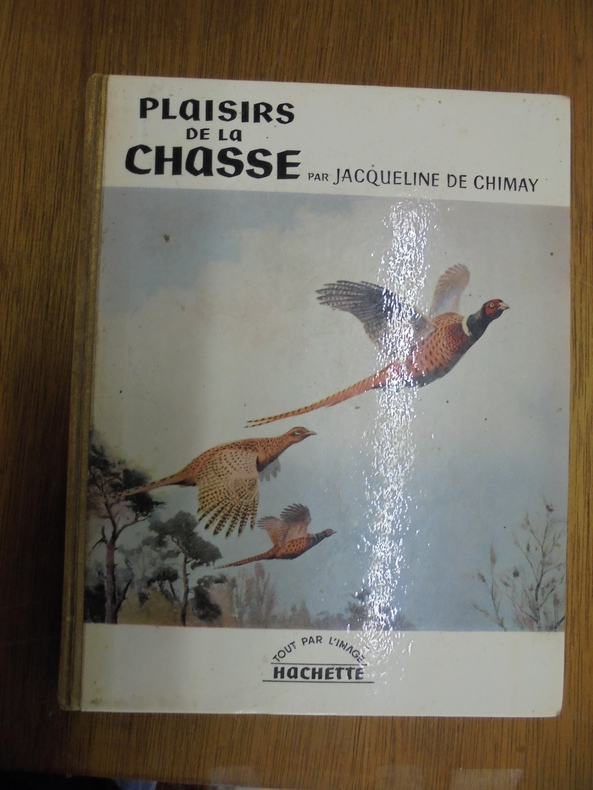 PLAISIRS
DE LA
CHASSE PAR JACQUELINE DE CHIMAY
TOUT PAR L'IMAGE
HACHETTE